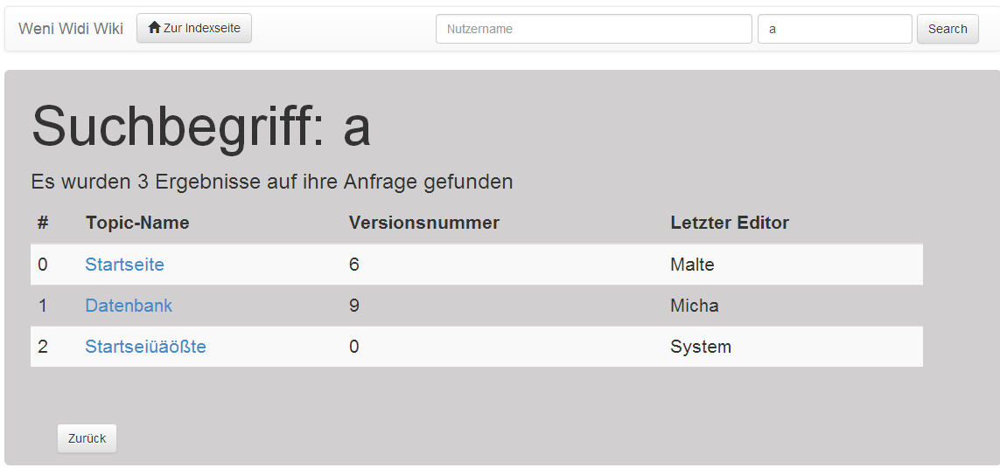 Weni Widi Wiki Zur Indexseite Nutzername a Search
Suchbegriff: a
Es wurden 3 Ergebnisse auf ihre Anfrage gefunden
# Topic-Name Versionsnummer Letzter Editor
0 Startseite 6 Malte
1 Datenbank 9 Micha
2 Startseiüäößte 0 System
Zurück